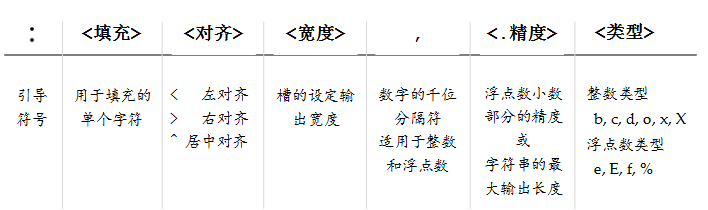 : <填充> <对齐> <宽度> , <.精度> <类型>
引导
符号
用于填充的
单个字符
< 左对齐
> 右对齐
^ 居中对齐
槽的设定输
出宽度
数字的千位
分隔符
适用于整数
和浮点数
浮点数小数
部分的精度
或
字符串的最
大输出长度
整数类型
b, c, d, o, x, X
浮点数类型
e, E, f, %